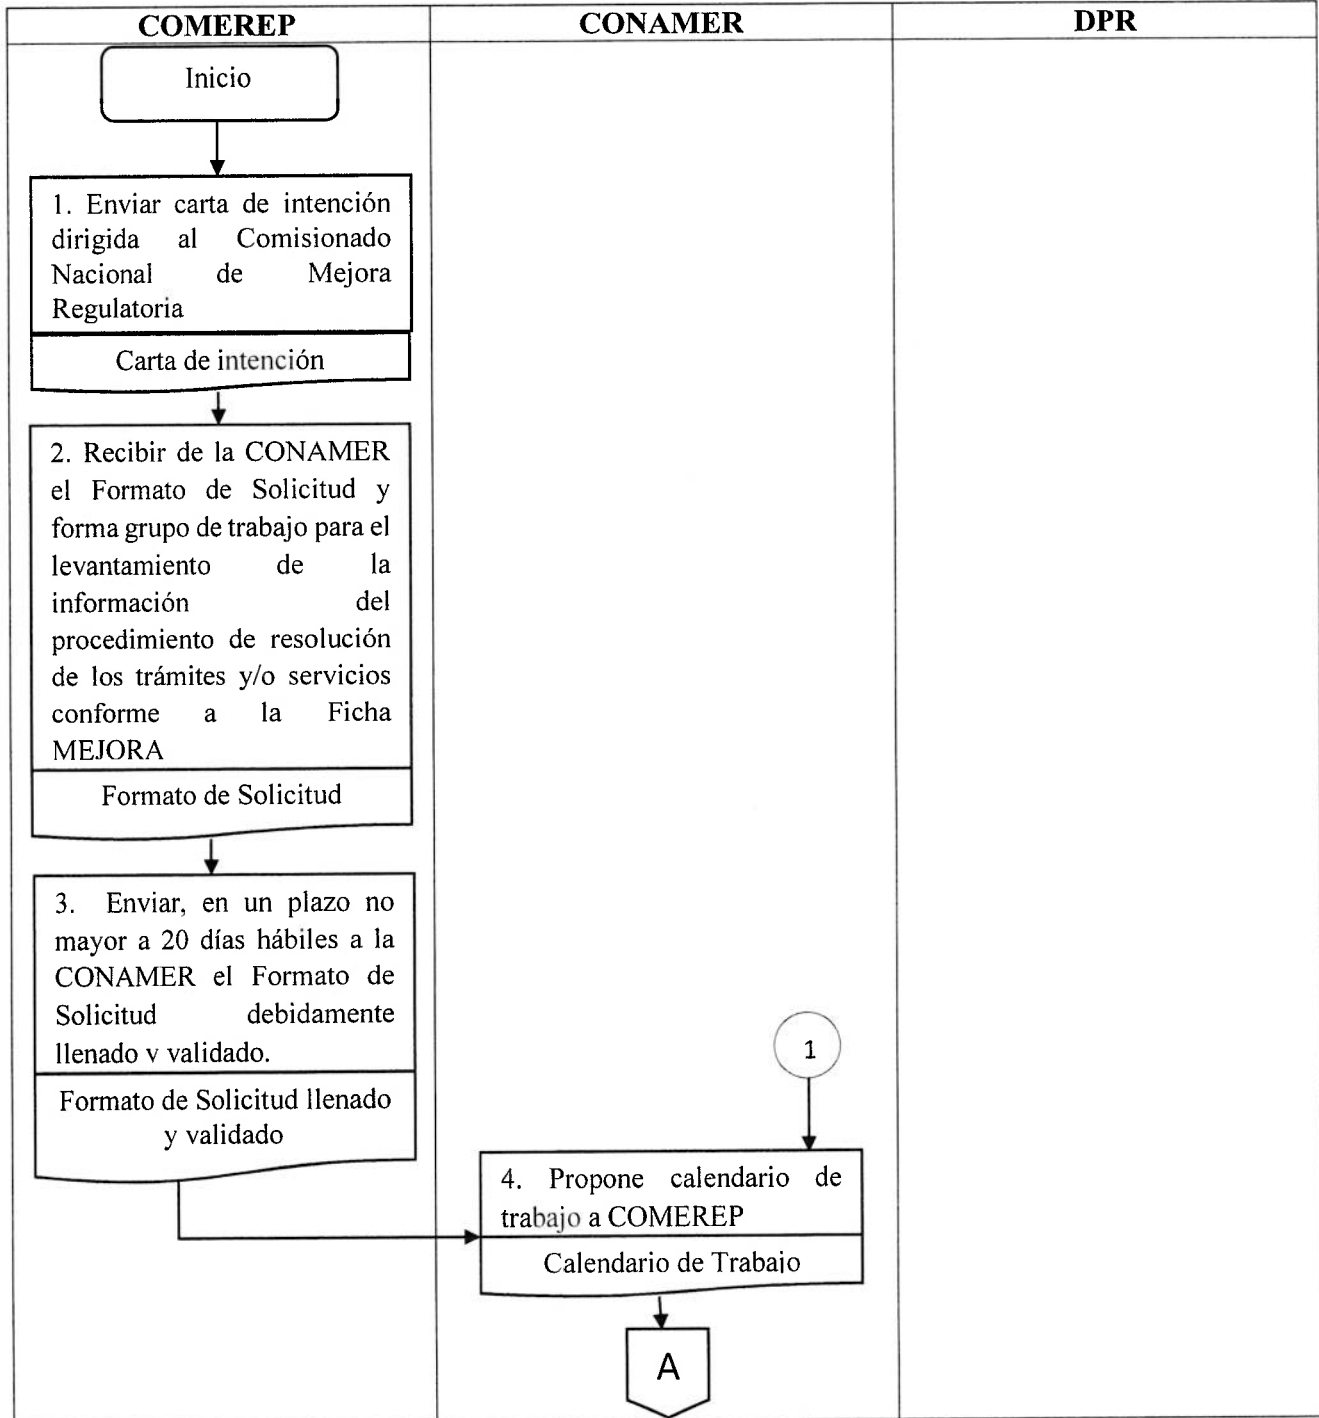 COMEREP
CONAMER
DPR
Inicio
1. Enviar carta de intención
dirigida al Comisionado
Nacional de Mejora
Regulatoria
Carta de intención
2. Recibir de la CONAMER
el Formato de Solicitud y
forma grupo de trabajo para el
levantamiento de la
información del
procedimiento de resolución
de los trámites y/o servicios
conforme a la Ficha
MEJORA
Formato de Solicitud
3. Enviar, en un plazo no
mayor a 20 días hábiles a la
CONAMER el Formato de
Solicitud debidamente
llenado y validado.
Formato de Solicitud llenado
y validado
1
4. Propone calendario de
trabajo a COMEREP
Calendario de Trabajo
A